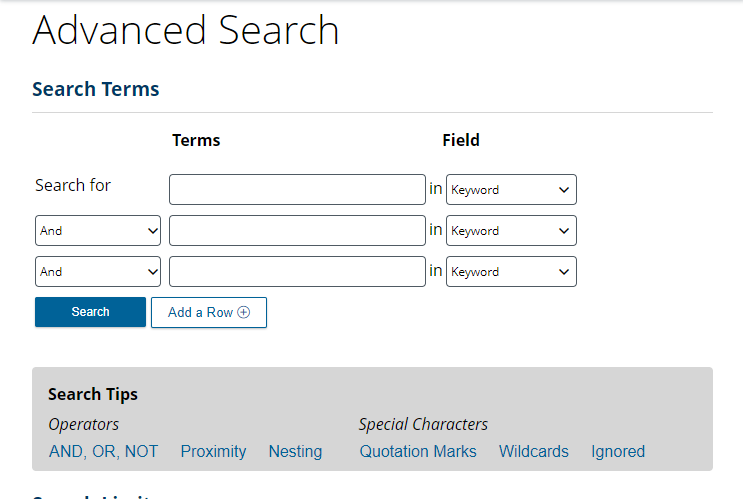 Advanced Search
Search Terms
Terms Field
Search for in Keyword
And in Keyword
And in Keyword
Search Add a Row
Search Tips
Operators Special Characters
AND, OR, NOT Proximity Nesting Quotation Marks Wildcards Ignored